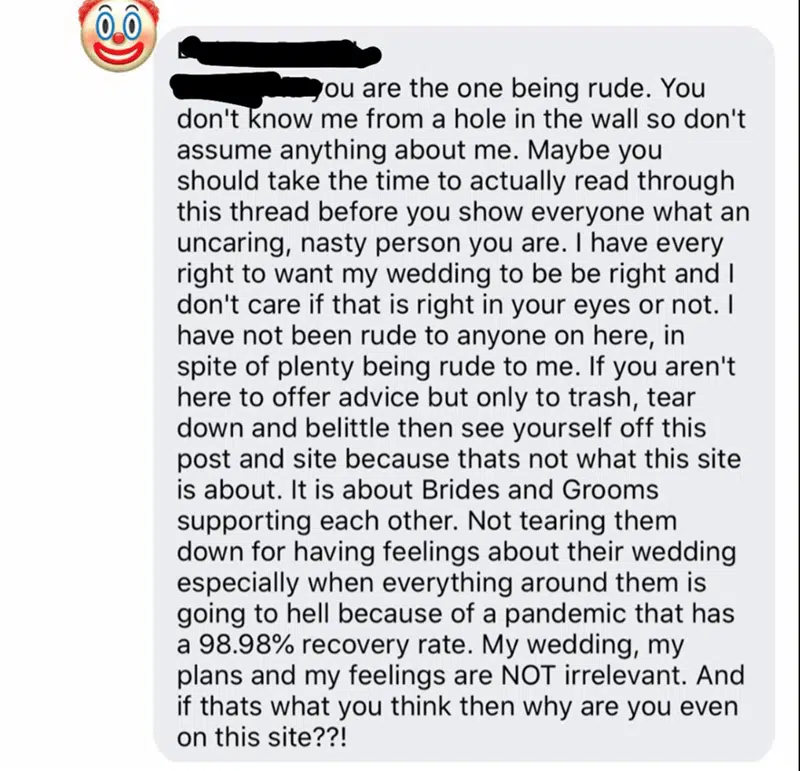 you are the one being rude. You
don't know me from a hole in the wall so don't
assume anything about me. Maybe you
should take the time to actually read through
this thread before you show everyone what an
uncaring, nasty person you are. I have every
right to want my wedding to be be right and I
don't care if that is right in your eyes or not. I
have not been rude to anyone on here, in
spite of plenty being rude to me. If you aren't
here to offer advice but only to trash, tear
down and belittle then see yourself off this
post and site because thats not what this site
is about. It is about Brides and Grooms
supporting each other. Not tearing them
down for having feelings about their wedding
especially when everything around them is
going to hell because of a pandemic that has
a 98.98% recovery rate. My wedding, my
plans and my feelings are NOT irrelevant. And
if thats what you think then why are you even
on this site??!